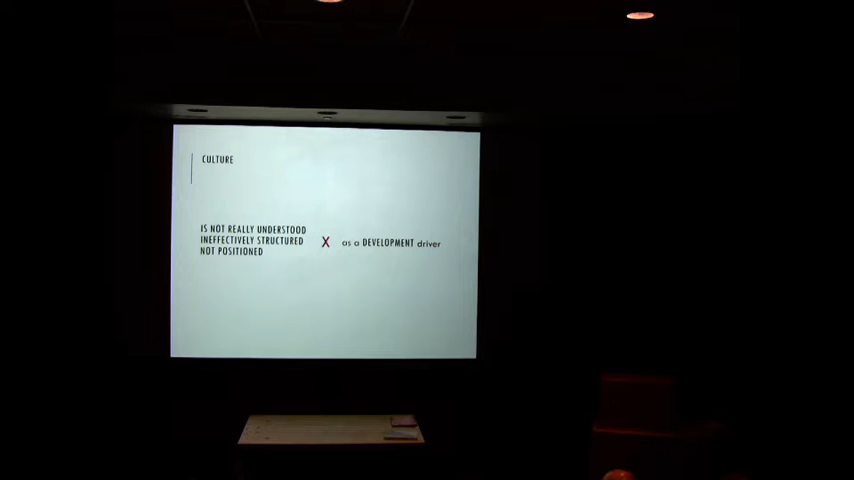 CULTURE
IS NOT REALLY UNDERSTOOD
INEFFECTIVELY STRUCTURED
NOT POSITIONED
X
as a DEVELOPMENT driver